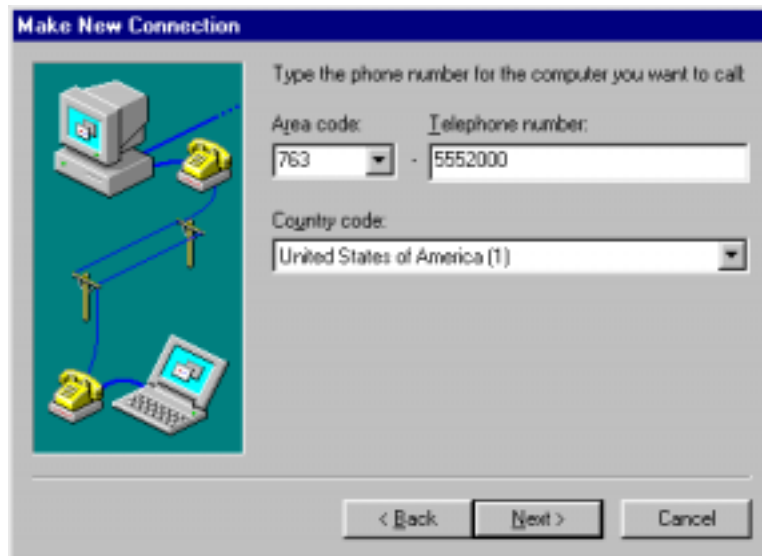 Make New Connection
Type the phone number for the computer you want to call:
Area code: Telephone number:
763 - 5552000
Country code:
United States of America (1)
< Back Next > Cancel